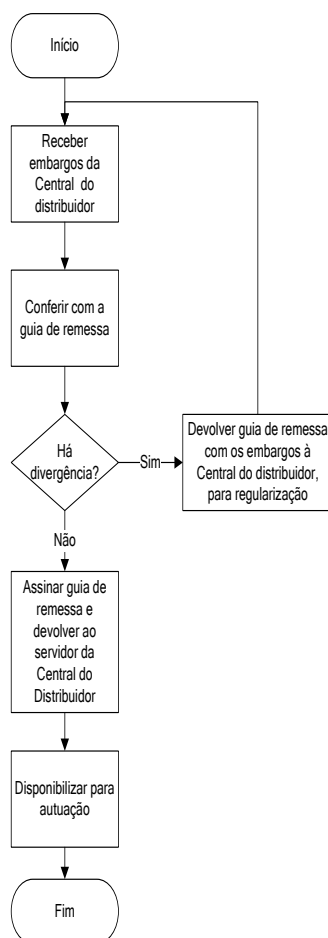 Início
Receber
embargos da
Central do
distribuidor
Conferir com a
guia de remessa
Há
divergência?
Sim
Devolver guia de remessa
com os embargos à
Central do distribuidor,
para regularização
Não
Assinar guia de
remessa e
devolver ao
servidor da
Central do
Distribuidor
Disponibilizar para
autuação
Fim